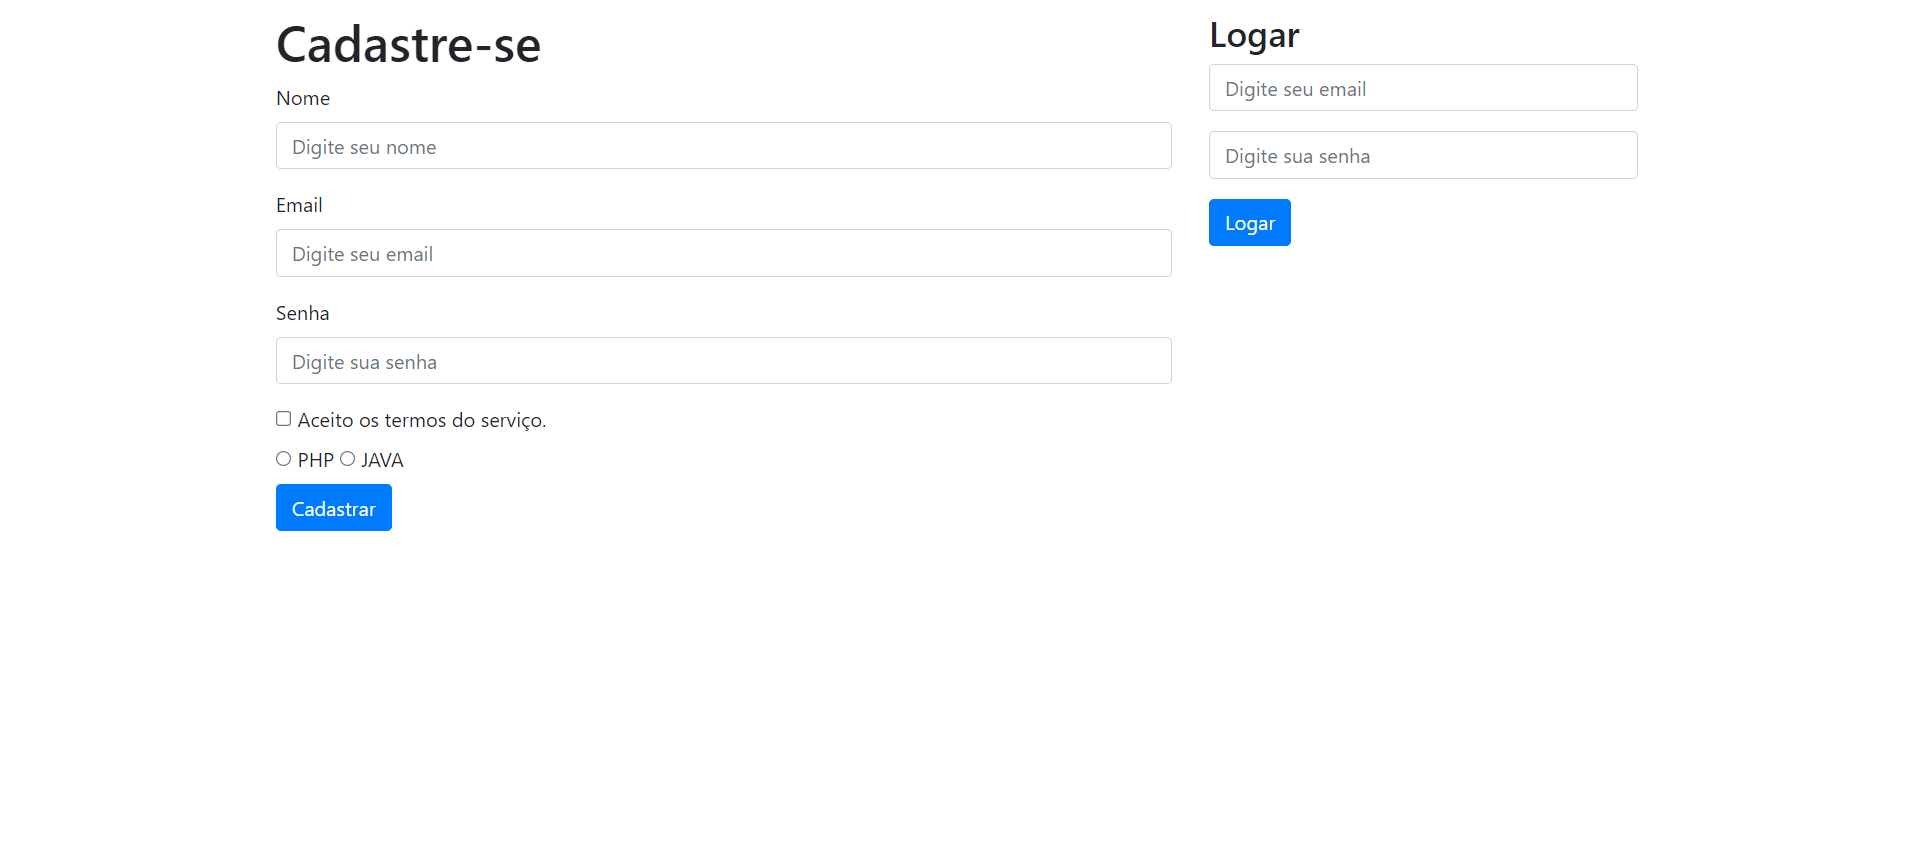 Cadastre-se
Nome
Digite seu nome
Email
Digite seu email
Senha
Digite sua senha
Aceito os termos do serviço.
PHP JAVA
Cadastrar
Logar
Digite seu email
Digite sua senha
Logar